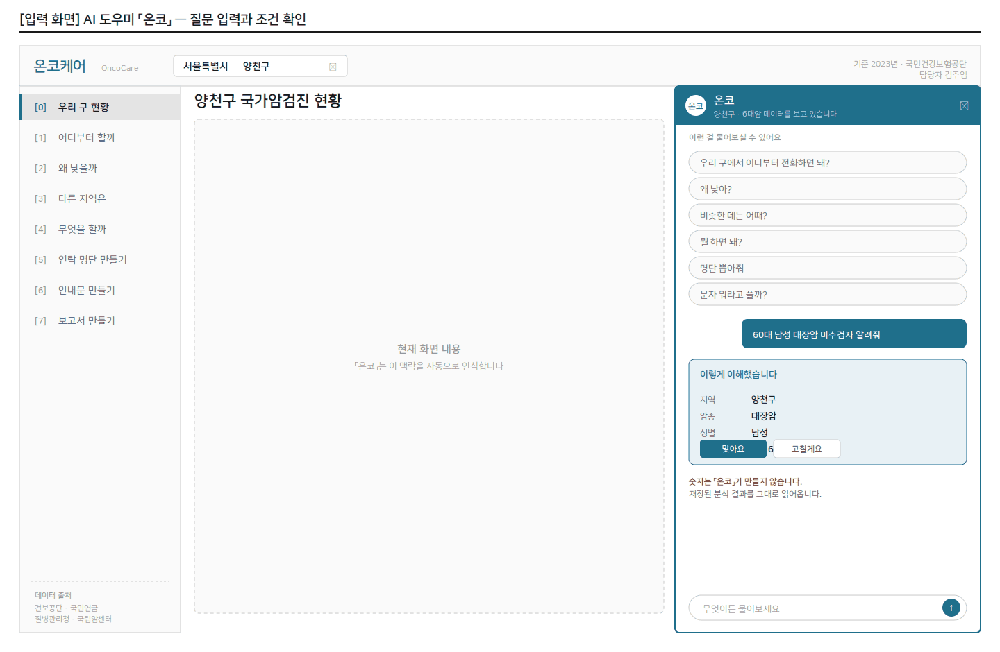 [입력 화면] AI 도우미 「온코」 — 질문 입력과 조건 확인
온코케어 OncoCare
서울특별시 양천구
기준 2023년 · 국민건강보험공단
담당자 김주임
[0] 우리 구 현황
[1] 어디부터 할까
[2] 왜 낮을까
[3] 다른 지역은
[4] 무엇을 할까
[5] 연락 명단 만들기
[6] 안내문 만들기
[7] 보고서 만들기
데이터 출처
건보공단 · 국민연금
질병관리청 · 국립암센터
양천구 국가암검진 현황
현재 화면 내용
「온코」는 이 맥락을 자동으로 인식합니다
온코
온코
양천구 · 6대암 데이터를 보고 있습니다
이런 걸 물어보실 수 있어요
우리 구에서 어디부터 전화하면 돼?
왜 낮아?
비슷한 데는 어때?
뭘 하면 돼?
명단 뽑아줘
문자 뭐라고 쓸까?
60대 남성 대장암 미수검자 알려줘
이렇게 이해했습니다
지역 양천구
암종 대장암
성별 남성
맞아요 고칠게요
숫자는 「온코」가 만들지 않습니다.
저장된 분석 결과를 그대로 읽어옵니다.
무엇이든 물어보세요 ↑